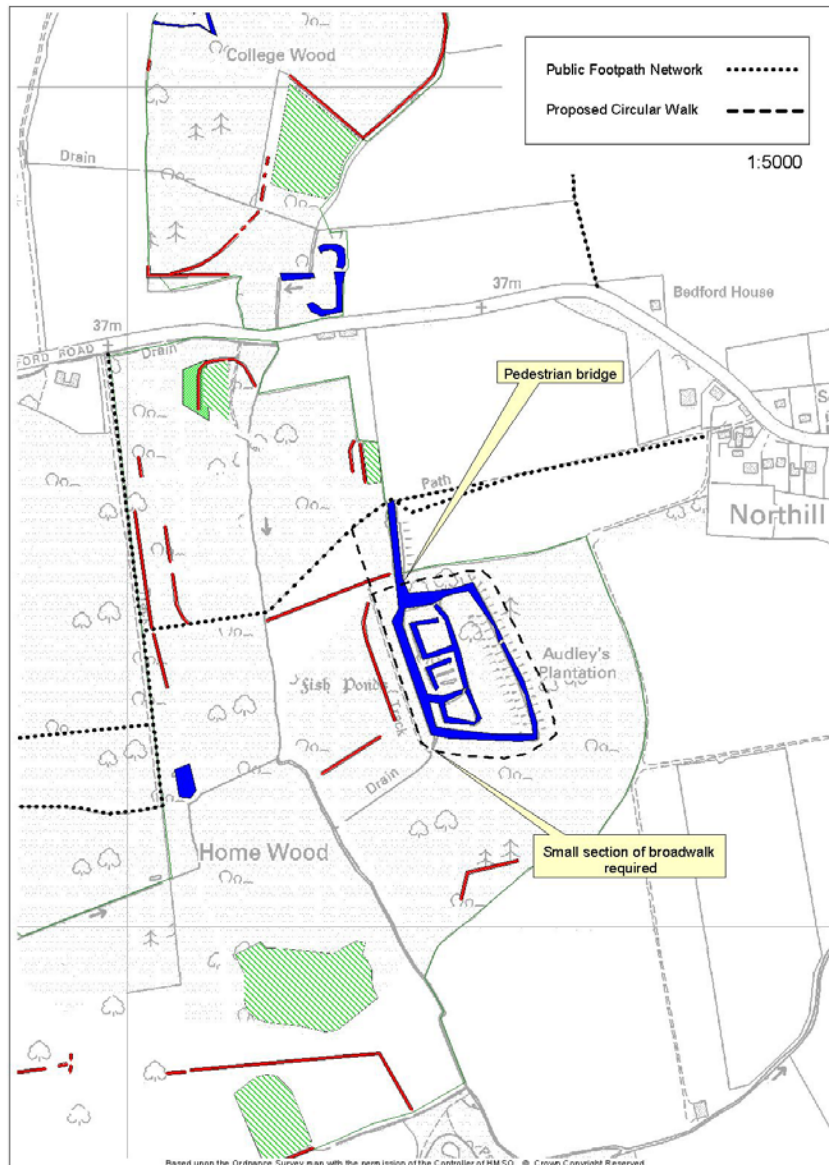 College Wood
Public Footpath Network
Proposed Circular Walk
1:5000
Drain
37m
Bedford House
37m
FORD ROAD
Drain
Pedestrian bridge
Path
Northill
Audley's
Plantation
Fish Ponds
Track
Drain
Small section of broadwalk
required
Home Wood
Based upon the Ordnance Survey map with the permission of the Controller of HMSO. © Crown Copyright Reserved